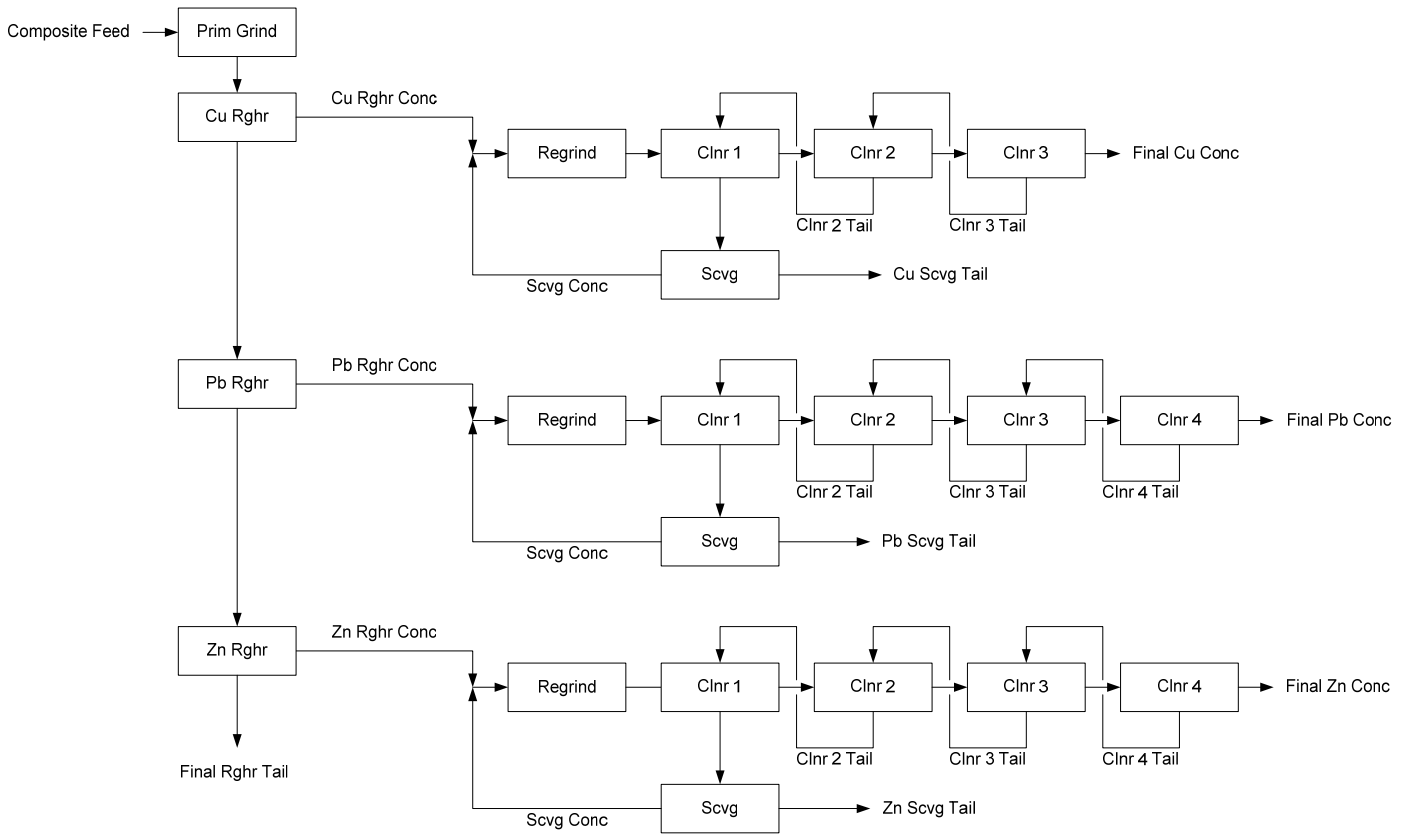 Composite Feed
Prim Grind
Cu Rghr
Cu Rghr Conc
Regrind
Clnr 1
Clnr 2
Clnr 3
Final Cu Conc
Clnr 2 Tail
Clnr 3 Tail
Scvg
Cu Scvg Tail
Scvg Conc
Pb Rghr
Pb Rghr Conc
Regrind
Clnr 1
Clnr 2
Clnr 3
Clnr 4
Final Pb Conc
Clnr 2 Tail
Clnr 3 Tail
Clnr 4 Tail
Scvg
Pb Scvg Tail
Scvg Conc
Zn Rghr
Zn Rghr Conc
Regrind
Clnr 1
Clnr 2
Clnr 3
Clnr 4
Final Zn Conc
Clnr 2 Tail
Clnr 3 Tail
Clnr 4 Tail
Final Rghr Tail
Scvg
Zn Scvg Tail
Scvg Conc